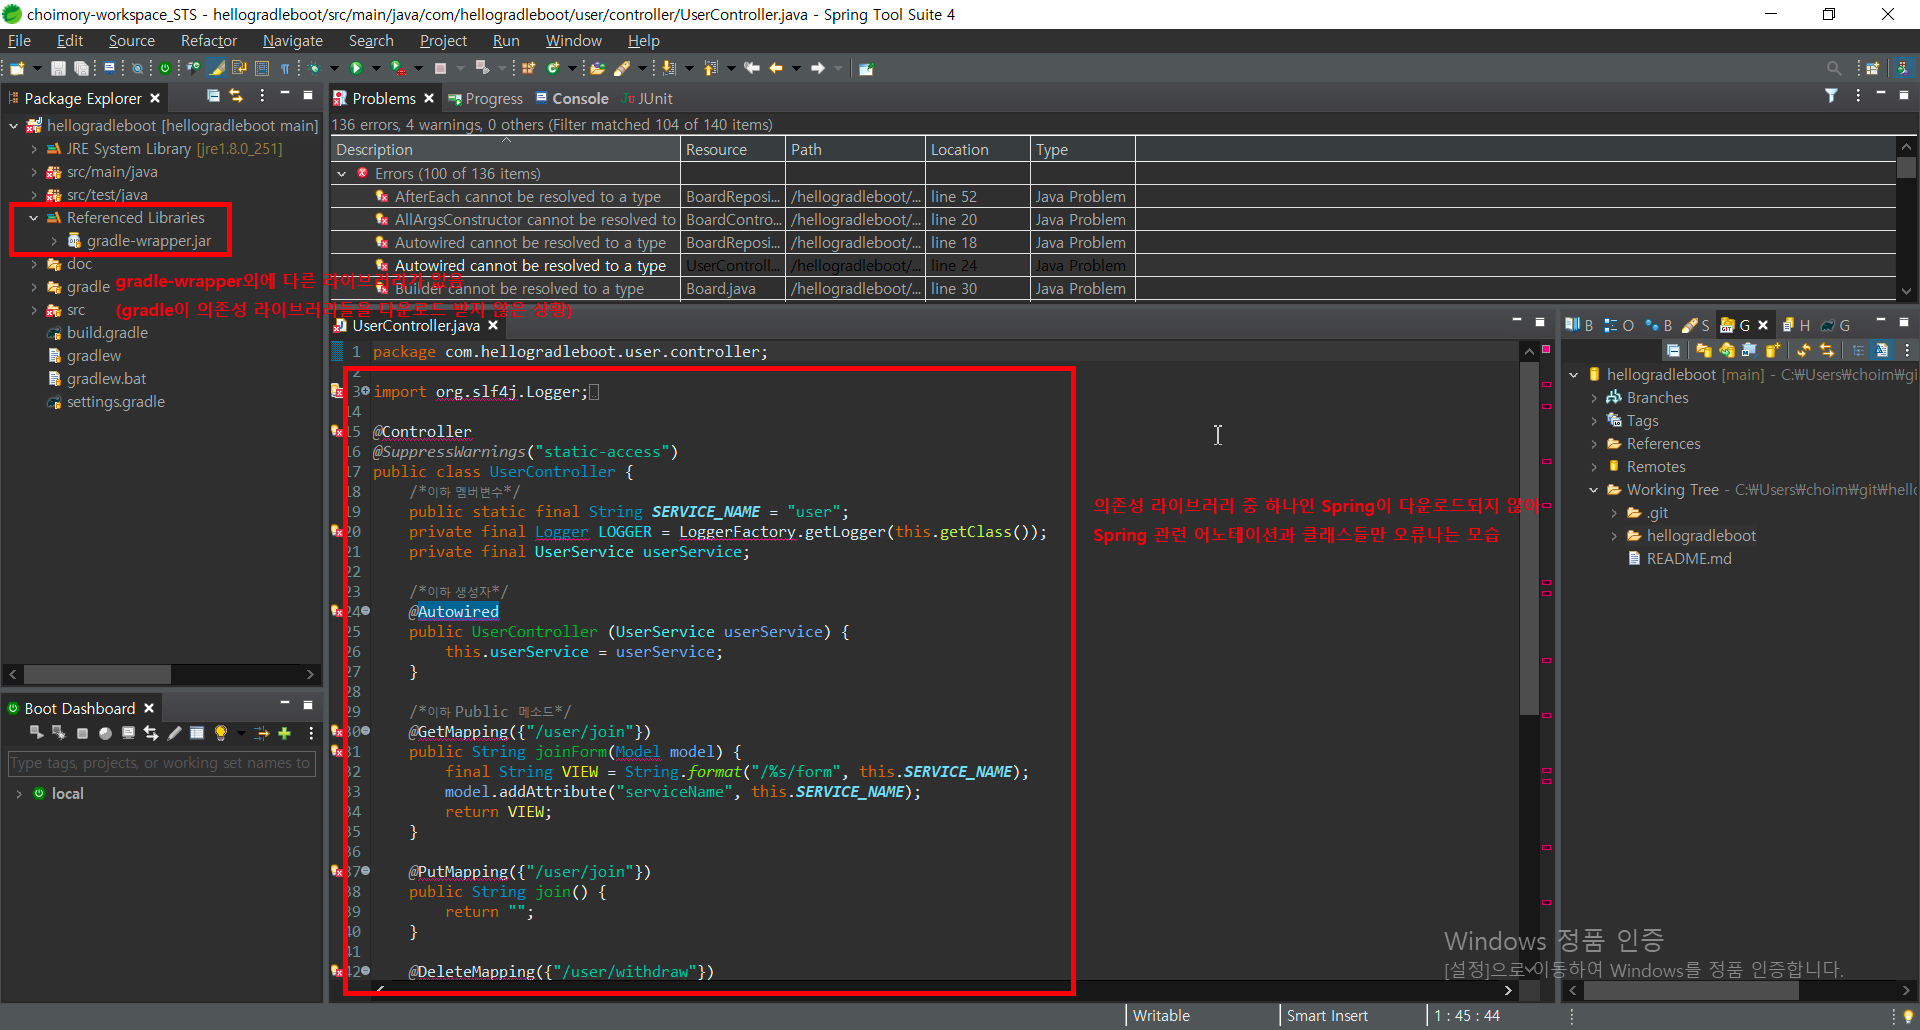 choimory-workspace_STS - hellogradleboot/src/main/java/com/hellogradleboot/user/controller/UserController.java - Spring Tool Suite 4
File Edit Source Refactor Navigate Search Project Run Window Help
Package Explorer
hellogradleboot [hellogradleboot main]
JRE System Library [jre1.8.0_251]
src/main/java
src/test/java
Referenced Libraries
gradle-wrapper.jar
doc
gradle
src
build.gradle
gradlew
gradlew.bat
settings.gradle
gradle-wrapper외에 다른 라이브러리가 없음
(gradle이 의존성 라이브러리들을 다운로드 받지 않은 상황)
Boot Dashboard
Type tags, projects, or working set names to
local
Problems Progress Console JUnit
136 errors, 4 warnings, 0 others (Filter matched 104 of 140 items)
Description Resource Path Location Type
Errors (100 of 136 items)
AfterEach cannot be resolved to a type BoardReposi... /hellogradleboot/... line 52 Java Problem
AllArgsConstructor cannot be resolved to BoardContro... /hellogradleboot/... line 20 Java Problem
Autowired cannot be resolved to a type BoardReposi... /hellogradleboot/... line 18 Java Problem
Autowired cannot be resolved to a type UserControll... /hellogradleboot/... line 24 Java Problem
Builder cannot be resolved to a type Board.java /hellogradleboot/... line 30 Java Problem
UserController.java
1 package com.hellogradleboot.user.controller;
2
3 import org.slf4j.Logger;
14
15 @Controller
16 @SuppressWarnings("static-access")
17 public class UserController {
18 /*이하 멤버변수*/
19 public static final String SERVICE_NAME = "user";
20 private final Logger LOGGER = LoggerFactory.getLogger(this.getClass());
21 private final UserService userService;
22
23 /*이하 생성자*/
24 @Autowired
25 public UserController (UserService userService) {
26 this.userService = userService;
27 }
28
29 /*이하 Public 메소드*/
30 @GetMapping({"/user/join"})
31 public String joinForm(Model model) {
32 final String VIEW = String.format("/%s/form", this.SERVICE_NAME);
33 model.addAttribute("serviceName", this.SERVICE_NAME);
34 return VIEW;
35 }
36
37 @PutMapping({"/user/join"})
38 public String join() {
39 return "";
40 }
41
42 @DeleteMapping({"/user/withdraw"})
의존성 라이브러리 중 하나인 Spring이 다운로드되지 않아
Spring 관련 어노테이션과 클래스들만 오류나는 모습
B O B S G H G
hellogradleboot [main] - C:₩Users₩choim₩gi
Branches
Tags
References
Remotes
Working Tree - C:₩Users₩choim₩git₩hello
.git
hellogradleboot
README.md
Windows 정품 인증
[설정]으로 이동하여 Windows를 정품 인증합니다.
Writable Smart Insert 1 : 45 : 44